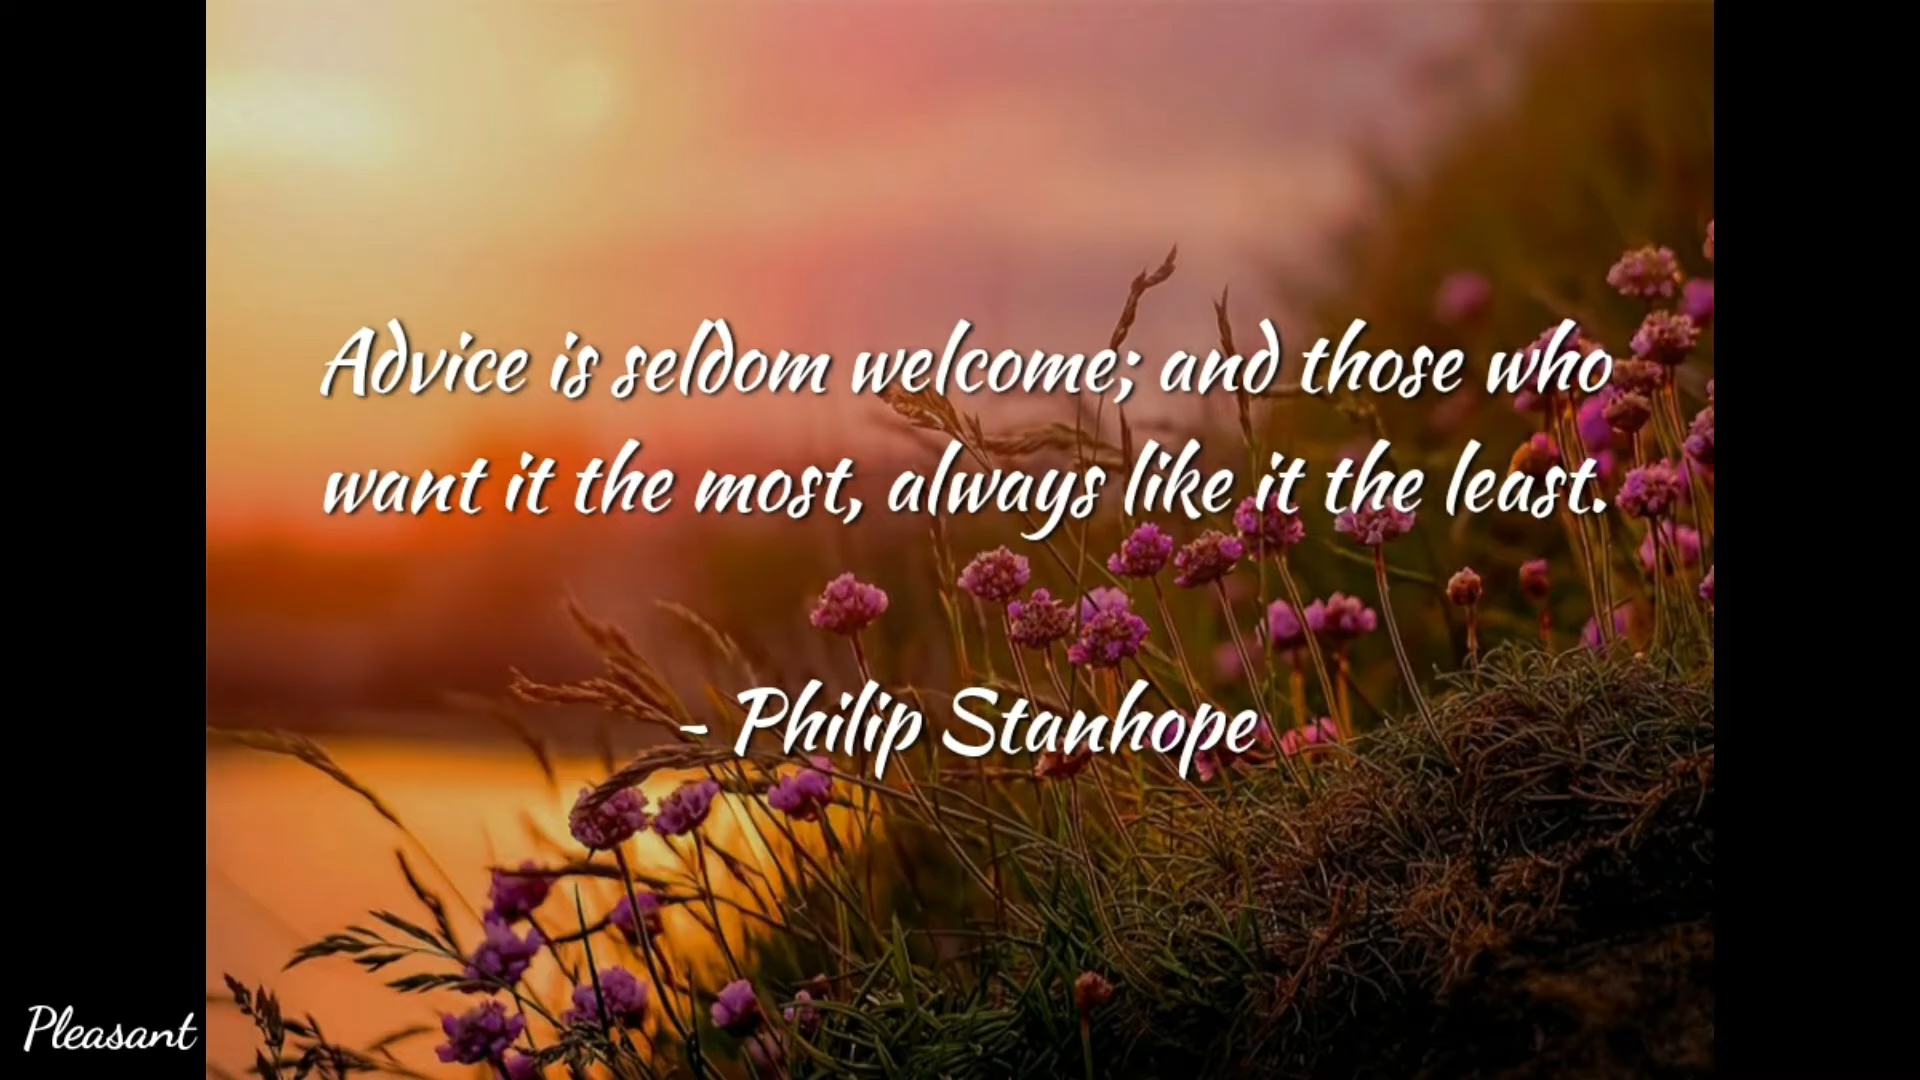 Advice is seldom welcome; and those who
want it the most, always like it the least.
- Philip Stanhope
Pleasant